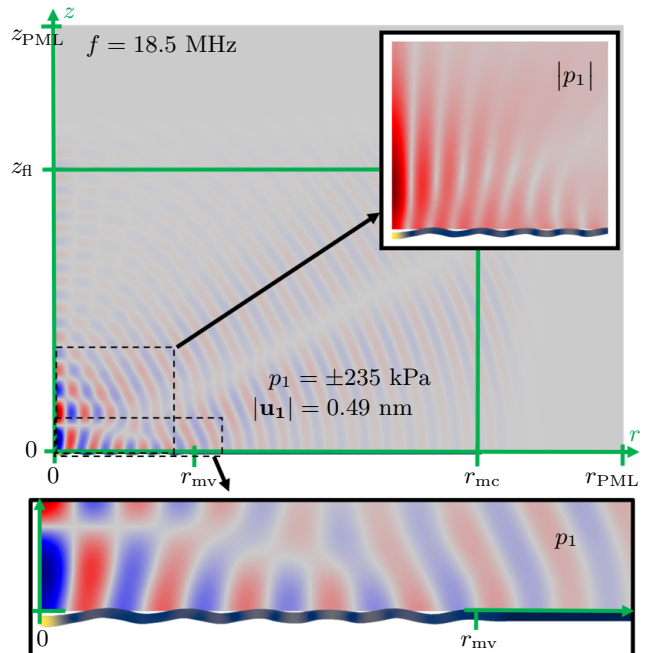 z
z_PML
f = 18.5 MHz
|p_1|
z_fl
p_1 = ±235 kPa
|u_1| = 0.49 nm
r
0
0
r_mv
r_mc
r_PML
p_1
0
r_mv